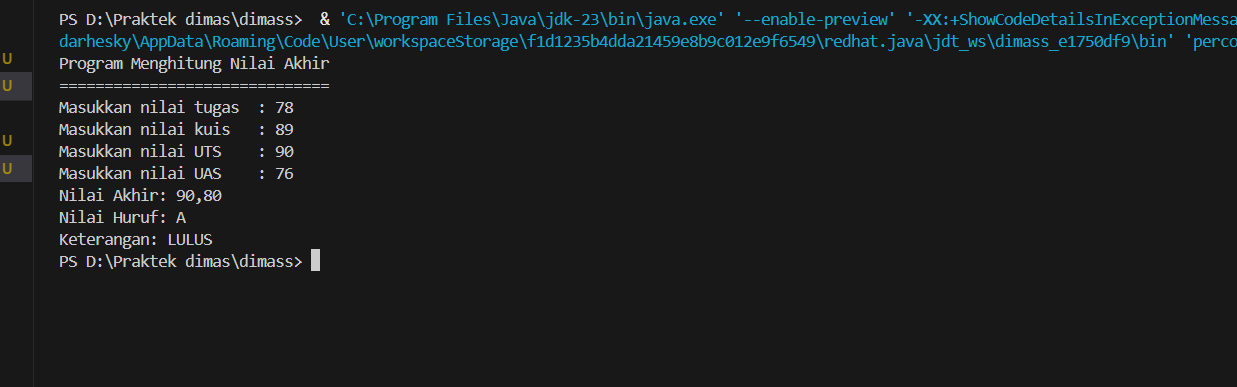 PS D:\Praktek dimas\dimass>  & 'C:\Program Files\Java\jdk-23\bin\java.exe' '--enable-preview' '-XX:+ShowCodeDetailsInExceptionMessa
darhesky\AppData\Roaming\Code\User\workspaceStorage\f1d1235b4dda21459e8b9c012e9f6549\redhat.java\jdt_ws\dimass_e1750df9\bin' 'perco
U
Program Menghitung Nilai Akhir
U
==============================
Masukkan nilai tugas  : 78
Masukkan nilai kuis   : 89
U
Masukkan nilai UTS    : 90
U
Masukkan nilai UAS    : 76
Nilai Akhir: 90,80
Nilai Huruf: A
Keterangan: LULUS
PS D:\Praktek dimas\dimass>